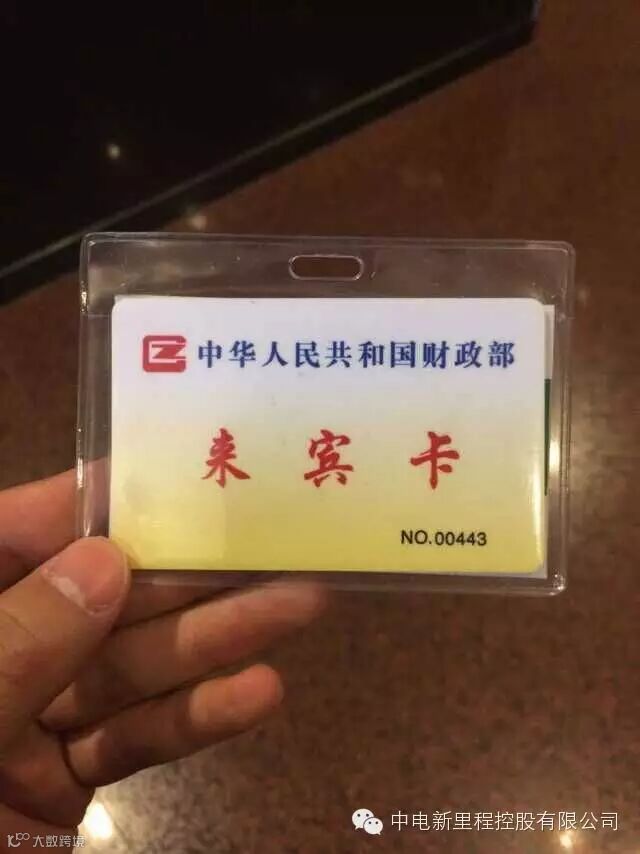 中华人民共和国财政部
来宾卡
NO.00443
中电新里程控股有限公司
大数跨境